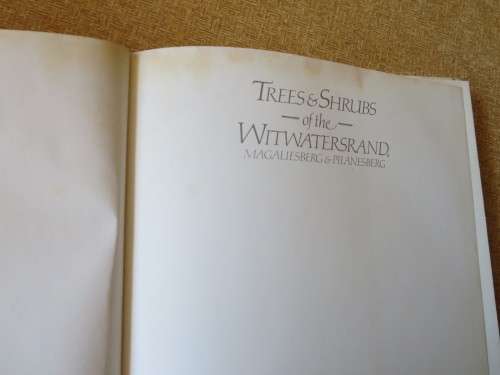 TREES & SHRUBS
— of the —
WITWATERSRAND,
MAGALIESBERG & PILANESBERG